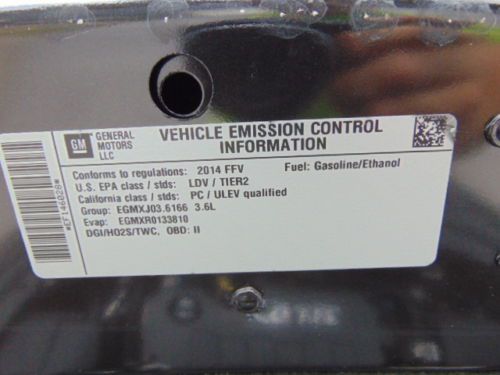 GM
GENERAL MOTORS LLC
VEHICLE EMISSION CONTROL
INFORMATION
Conforms to regulations: 2014 FFV Fuel: Gasoline/Ethanol
U.S. EPA class / stds: LDV / TIER2
California class / stds: PC / ULEV qualified
Group: EGMXJ03.6166 3.6L
Evap: EGMXR0133810
DGI/HO2S/TWC, OBD: II
*EF146028*